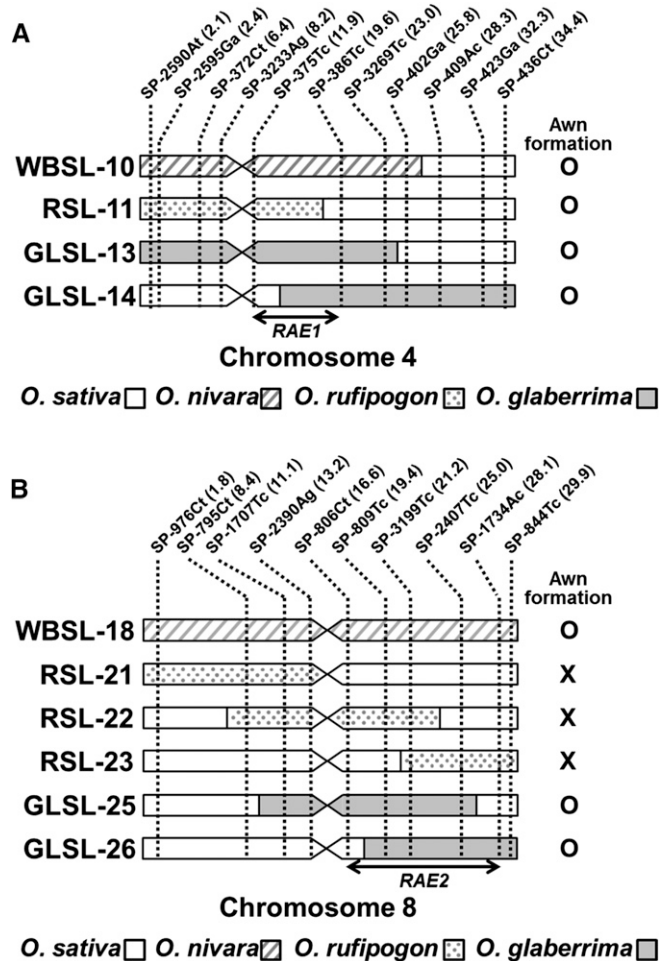 A
SP-2590At (2.1)
SP-2595Ga (2.4)
SP-372Ct (6.4)
SP-3233Ag (8.2)
SP-375Tc (11.9)
SP-386Tc (19.6)
SP-3269Tc (23.0)
SP-402Ga (25.8)
SP-409Ac (28.3)
SP-423Ga (32.3)
SP-436Ct (34.4)
Awn
formation
WBSL-10 O
RSL-11 O
GLSL-13 O
GLSL-14 O
RAE1
Chromosome 4
O. sativa O. nivara O. rufipogon O. glaberrima
B
SP-976Ct (1.8)
SP-795Ct (8.4)
SP-1707Tc (11.1)
SP-2390Ag (13.2)
SP-806Ct (16.6)
SP-809Tc (19.4)
SP-3199Tc (21.2)
SP-2407Tc (25.0)
SP-1734Ac (28.1)
SP-844Tc (29.9)
Awn
formation
WBSL-18 O
RSL-21 X
RSL-22 X
RSL-23 X
GLSL-25 O
GLSL-26 O
RAE2
Chromosome 8
O. sativa O. nivara O. rufipogon O. glaberrima